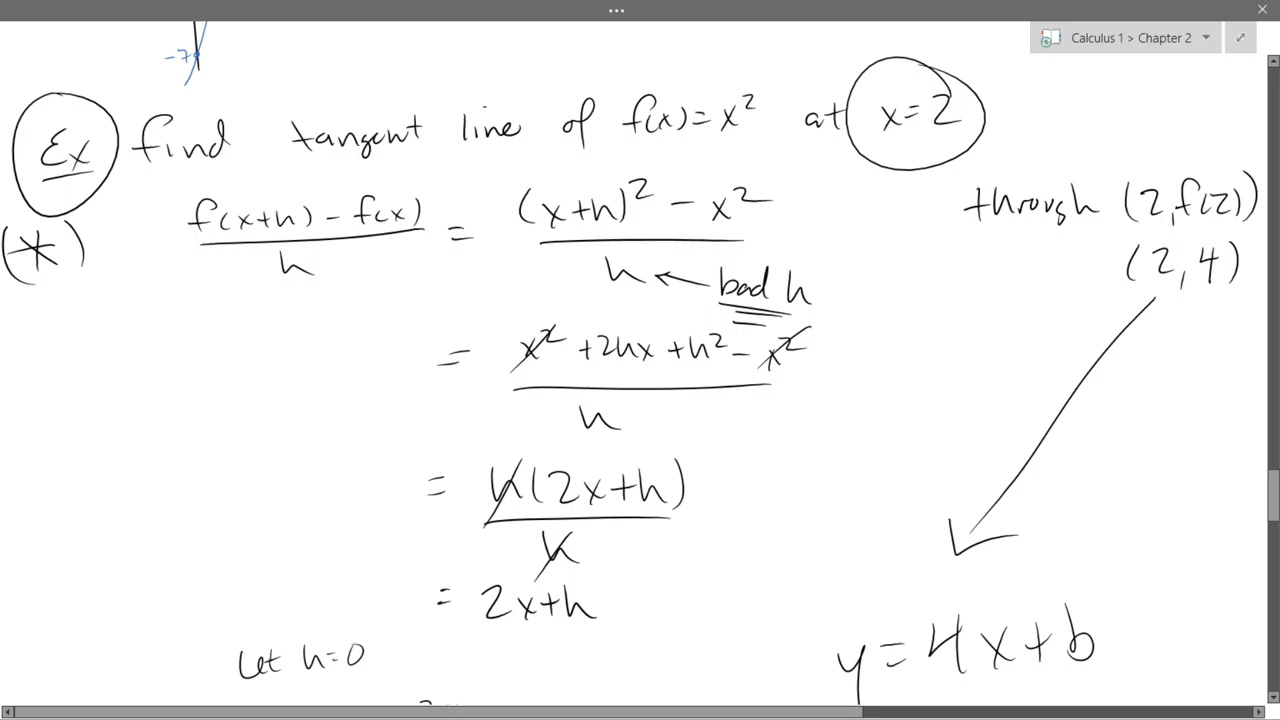 ...
Calculus 1 > Chapter 2
-7
Ex find tangent line of f(x)=x² at x=2
(*) f(x+h) - f(x) / h = (x+h)² - x² / h ← bad h
through (2, f(2))
(2, 4)
= x² + 2hx + h² - x² / h
= h(2x+h) / h
= 2x+h
Let h=0
y = 4x+b